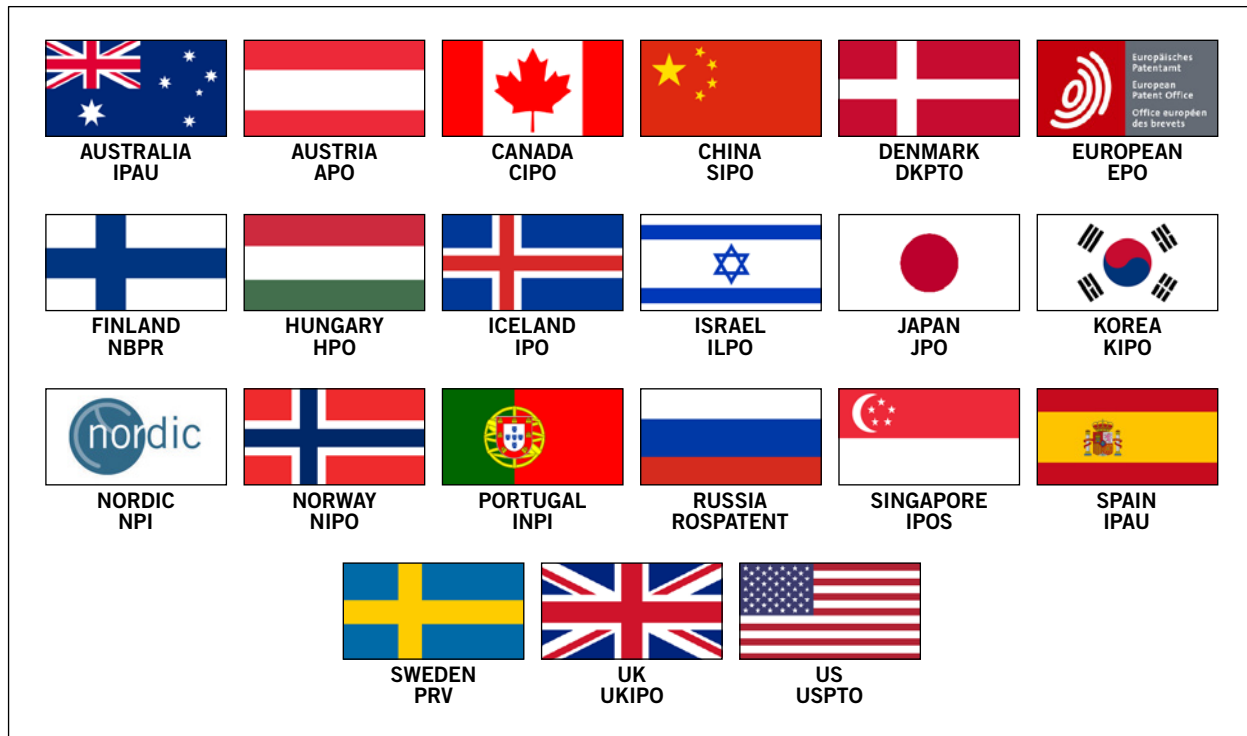 Europäisches
Patentamt
European
Patent Office
Office européen
des brevets
AUSTRALIA
IPAU
AUSTRIA
APO
CANADA
CIPO
CHINA
SIPO
DENMARK
DKPTO
EUROPEAN
EPO
FINLAND
NBPR
HUNGARY
HPO
ICELAND
IPO
ISRAEL
ILPO
JAPAN
JPO
KOREA
KIPO
nordic
NORDIC
NPI
NORWAY
NIPO
PORTUGAL
INPI
RUSSIA
ROSPATENT
SINGAPORE
IPOS
SPAIN
IPAU
SWEDEN
PRV
UK
UKIPO
US
USPTO